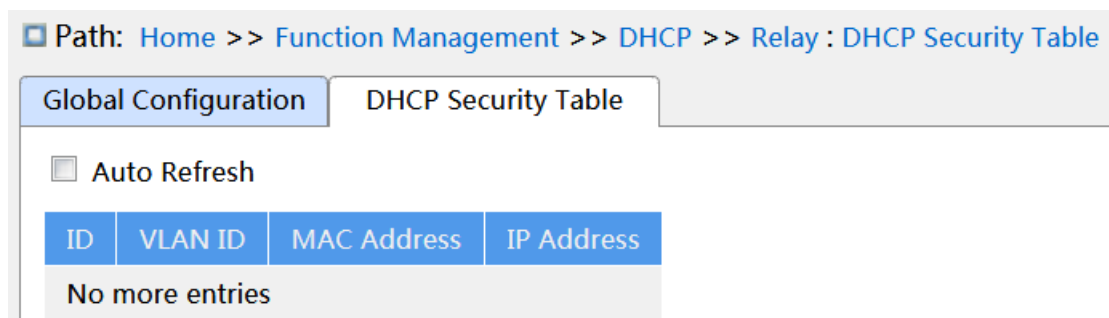 Path: Home >> Function Management >> DHCP >> Relay : DHCP Security Table
Global Configuration DHCP Security Table
Auto Refresh
ID VLAN ID MAC Address IP Address
No more entries